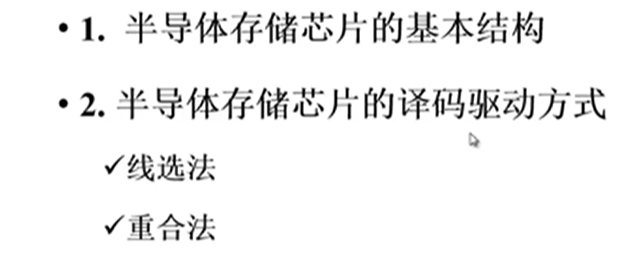 • 1. 半导体存储芯片的基本结构
• 2. 半导体存储芯片的译码驱动方式
✓线选法
✓重合法